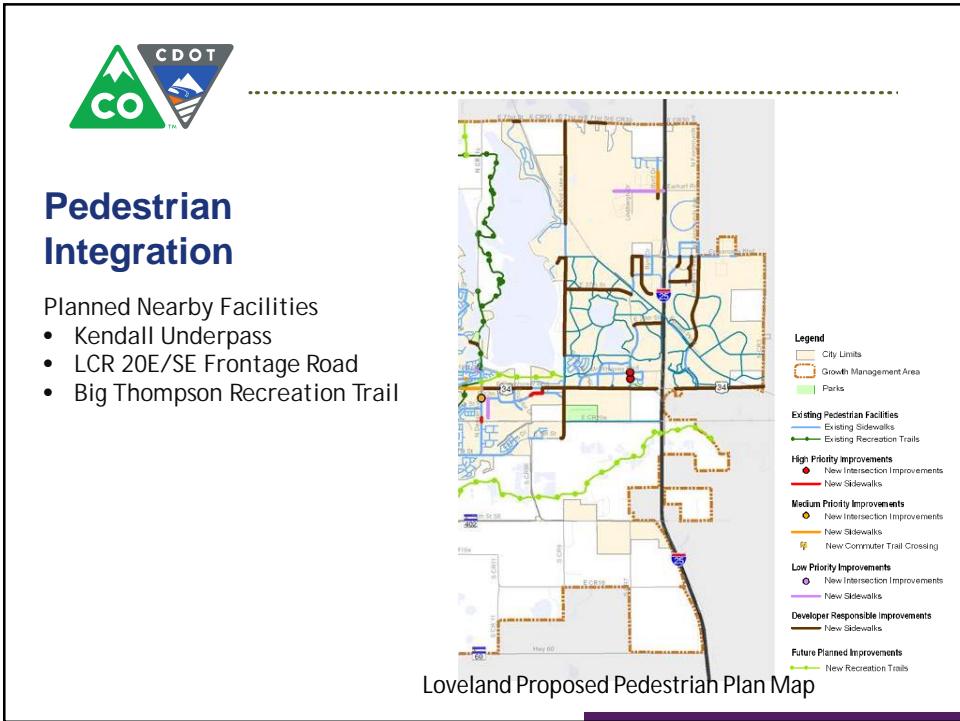 CDOT
CO
TM
Pedestrian
Integration
Planned Nearby Facilities
• Kendall Underpass
• LCR 20E/SE Frontage Road
• Big Thompson Recreation Trail
25
34
34
402
25
E CR18
Hwy 60
60
Legend
City Limits
Growth Management Area
Parks
Existing Pedestrian Facilities
Existing Sidewalks
Existing Recreation Trails
High Priority Improvements
New Intersection Improvements
New Sidewalks
Medium Priority Improvements
New Intersection Improvements
New Sidewalks
New Commuter Trail Crossing
Low Priority Improvements
New Intersection Improvements
New Sidewalks
Developer Responsible Improvements
New Sidewalks
Future Planned Improvements
New Recreation Trails
Loveland Proposed Pedestrian Plan Map